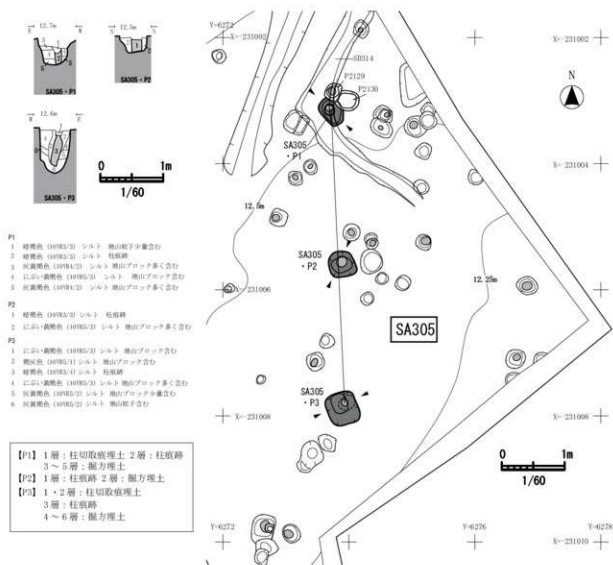 12.7m
12.5m
SA305・P1
SA305・P2
12.6m
SA305・P3
0 1m
1/60
P1
1 暗褐色 (10YR3/3) シルト 地山粒子少量含む
2 暗褐色 (10YR3/3) シルト 柱痕跡
3 灰黄褐色 (10YR4/2) シルト 地山ブロック多く含む
4 にぶい黄褐色 (10YR5/3) シルト 地山ブロック多く含む
5 灰黄褐色 (10YR4/2) シルト 地山ブロック多く含む
P2
1 暗褐色 (10YR3/3) シルト 柱痕跡
2 にぶい黄褐色 (10YR5/3) シルト 地山ブロック多く含む
P3
1 にぶい黄褐色 (10YR5/3) シルト 地山ブロック含む
2 褐灰色 (10YR5/1) シルト 地山ブロック含む
3 暗褐色 (10YR3/4) シルト 柱痕跡
4 にぶい黄褐色 (10YR5/3) シルト 地山ブロック多く含む
5 灰黄褐色 (10YR5/2) シルト 地山ブロック少量含む
6 灰黄褐色 (10YR5/2) シルト 地山粒子含む
【P1】 1層：柱切取痕埋土 2層：柱痕跡
3～5層：掘方埋土
【P2】 1層：柱痕跡 2層：掘方埋土
【P3】 1・2層：柱切取痕埋土
3層：柱痕跡
4～6層：掘方埋土
Y=6272
X=-231002
X=-231002
SD314
P2129
P2130
N
SA305
・P1
X=-231004
X=-231004
12.5m
SA305
・P2
X=-231006
12.25m
SA305
SA305
・P3
X=-231008
X=-231008
0 1m
1/60
Y=6272
Y=6276
Y=6278
X=-231010